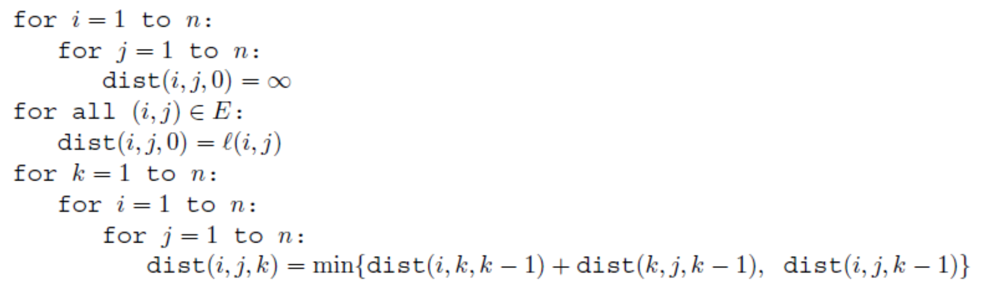 for i = 1 to n:
for j = 1 to n:
dist(i, j, 0) = ∞
for all (i, j) ∈ E:
dist(i, j, 0) = ℓ(i, j)
for k = 1 to n:
for i = 1 to n:
for j = 1 to n:
dist(i, j, k) = min{dist(i, k, k − 1) + dist(k, j, k − 1), dist(i, j, k − 1)}